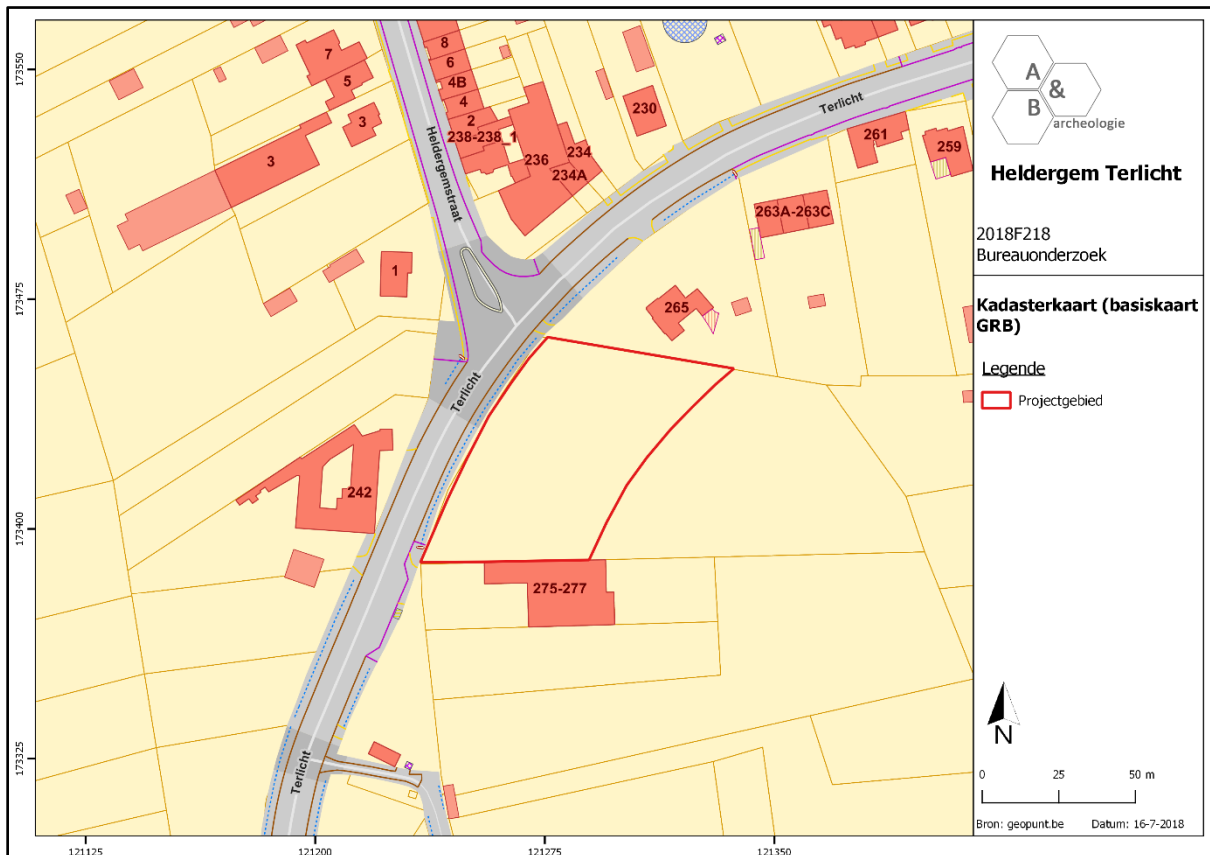 7
5
3
3
1
8
6
4B
4
2
238-238_1
236
234
234A
230
Heldergemstraat
Terlicht
261
259
263A-263C
265
Terlicht
242
275-277
Terlicht
173550
173475
173400
173325
121125
121200
121275
121350
A
&
B
archeologie
Heldergem Terlicht
2018F218
Bureauonderzoek
Kadasterkaart (basiskaart
GRB)
Legende
Projectgebied
N
0 25 50 m
Bron: geopunt.be Datum: 16-7-2018